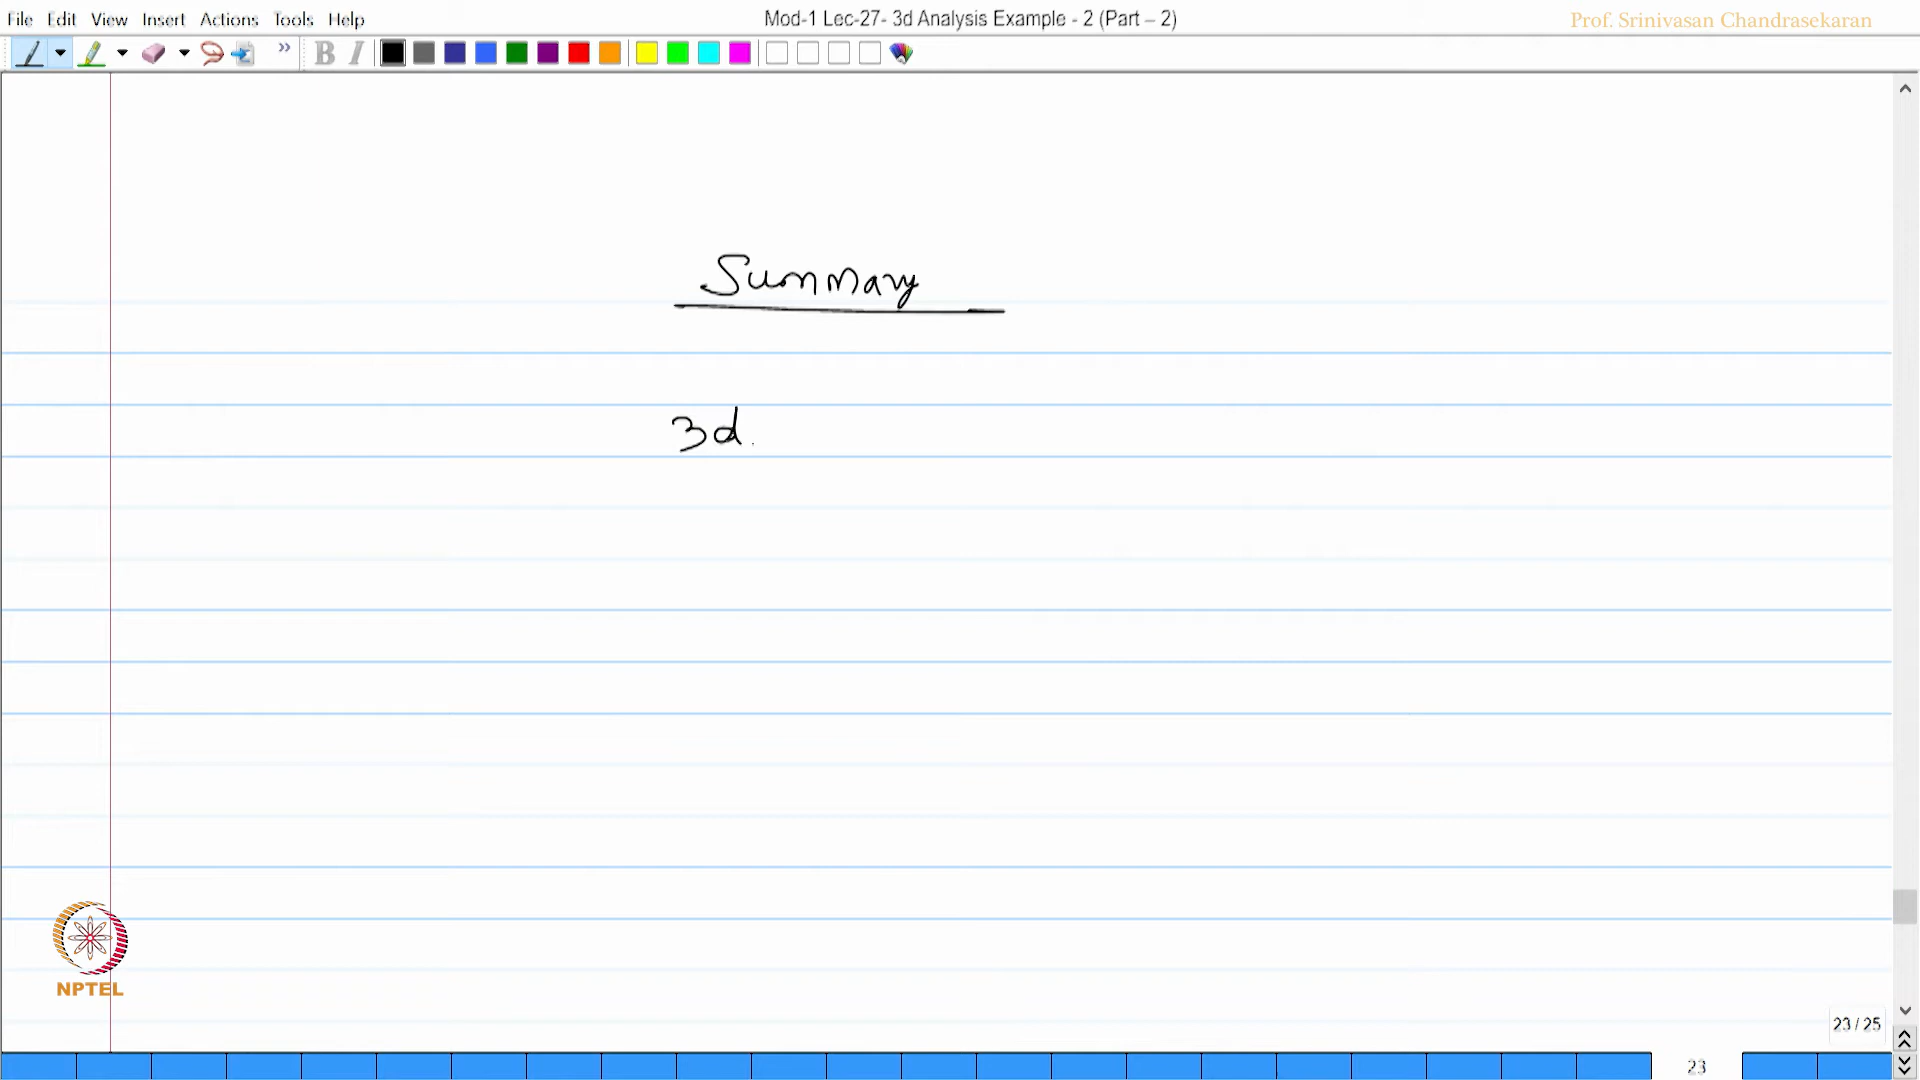 File Edit View Insert Actions Tools Help
Mod-1 Lec-27- 3d Analysis Example - 2 (Part – 2)
Prof. Srinivasan Chandrasekaran
B I
Summary
3d.
NPTEL
23 / 25
23